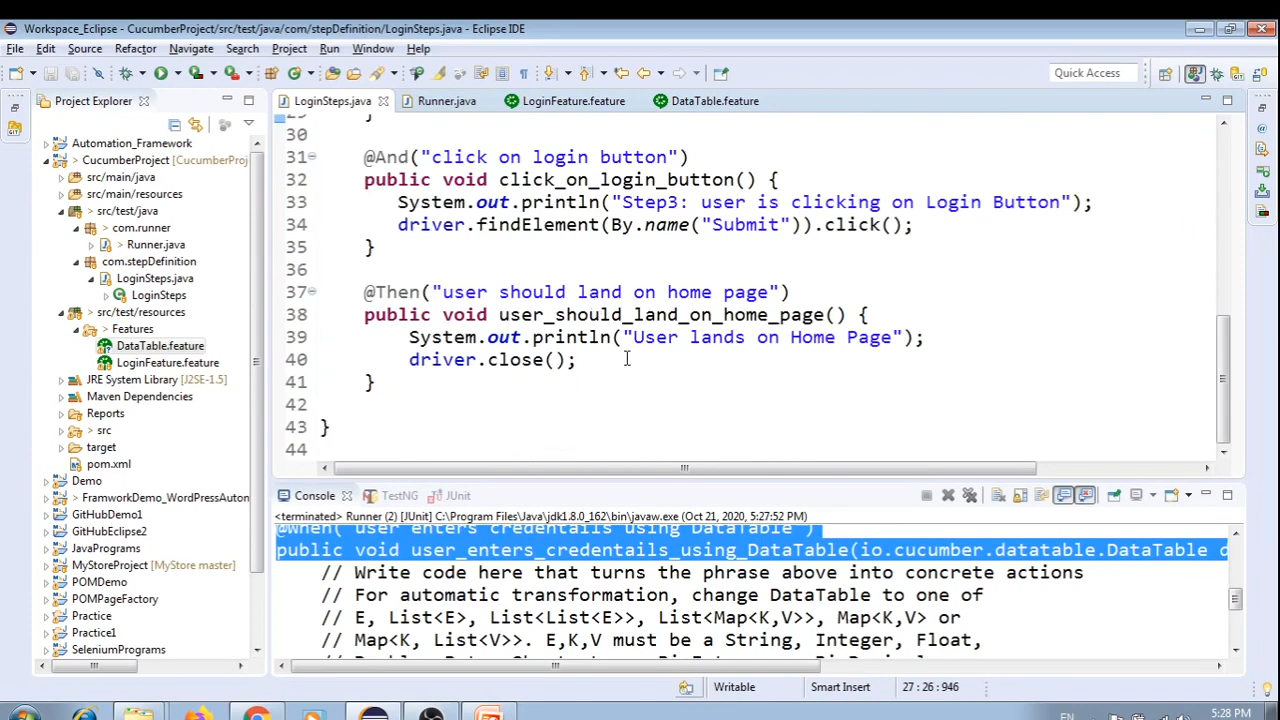 Workspace_Eclipse - CucumberProject/src/test/java/com/stepDefinition/LoginSteps.java - Eclipse IDE
File Edit Source Refactor Navigate Search Project Run Mylyn Window Help
Quick Access
Project Explorer
LoginSteps.java Runner.java LoginFeature.feature DataTable.feature
Automation_Framework
CucumberProject [CucumberProj
src/main/java
src/main/resources
src/test/java
com.runner
Runner.java
com.stepDefinition
LoginSteps.java
LoginSteps
src/test/resources
Features
DataTable.feature
LoginFeature.feature
JRE System Library [J2SE-1.5]
Maven Dependencies
Reports
src
target
pom.xml
Demo
FramworkDemo_WordPressAuton
GitHubDemo1
GitHubEclipse2
JavaPrograms
MyStoreProject [MyStore master]
POMDemo
POMPageFactory
Practice
Practice1
SeleniumPrograms
29 }
30
31 @And("click on login button")
32 public void click_on_login_button() {
33 System.out.println("Step3: user is clicking on Login Button");
34 driver.findElement(By.name("Submit")).click();
35 }
36
37 @Then("user should land on home page")
38 public void user_should_land_on_home_page() {
39 System.out.println("User lands on Home Page");
40 driver.close();
41 }
42
43 }
44
Console TestNG JUnit
<terminated> Runner (2) [JUnit] C:\Program Files\Java\jdk1.8.0_162\bin\javaw.exe (Oct 21, 2020, 5:27:52 PM)
@When("user enters credentails using DataTable")
public void user_enters_credentails_using_DataTable(io.cucumber.datatable.DataTable d
// Write code here that turns the phrase above into concrete actions
// For automatic transformation, change DataTable to one of
// E, List<E>, List<List<E>>, List<Map<K,V>>, Map<K,V> or
// Map<K, List<V>>. E,K,V must be a String, Integer, Float,
Writable Smart Insert 27 : 26 : 946
EN 5:28 PM